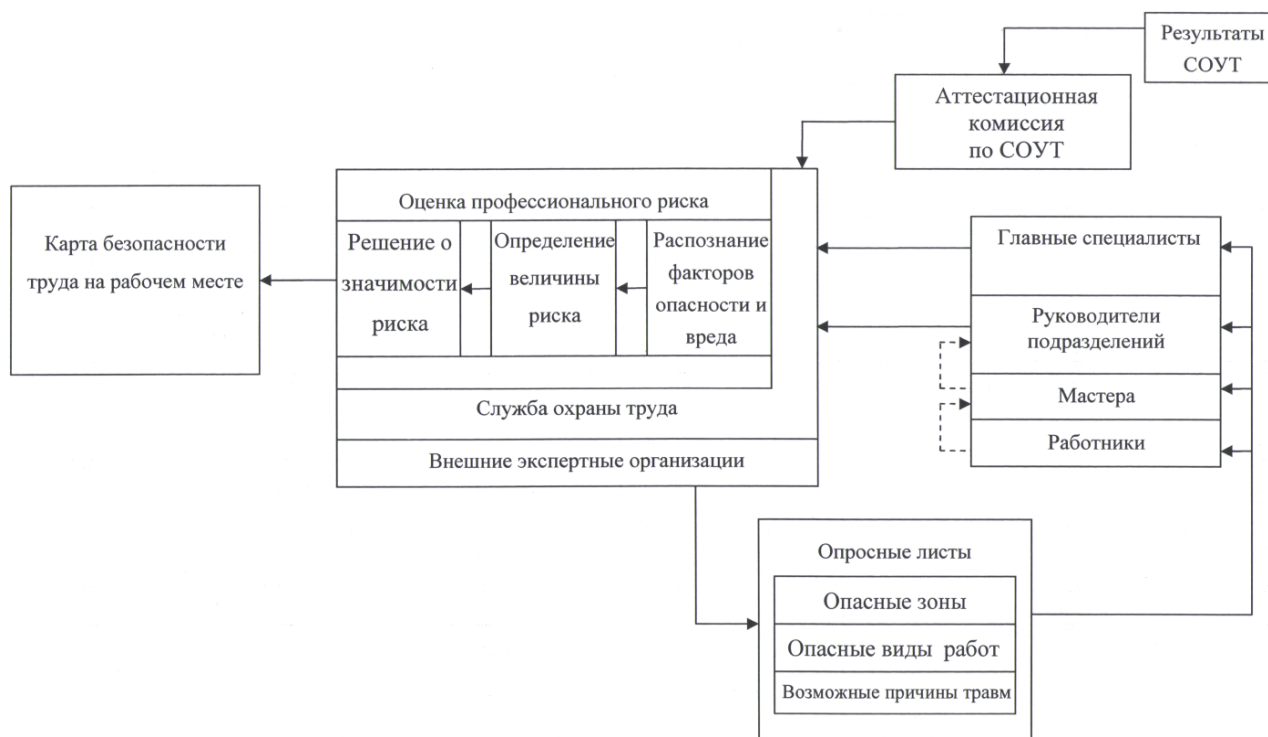 Результаты
СОУТ
Аттестационная
комиссия
по СОУТ
Карта безопасности
труда на рабочем месте
Оценка профессионального риска
Решение о
значимости
риска
Определение
величины
риска
Распознание
факторов
опасности и
вреда
Служба охраны труда
Внешние экспертные организации
Главные специалисты
Руководители
подразделений
Мастера
Работники
Опросные листы
Опасные зоны
Опасные виды работ
Возможные причины травм